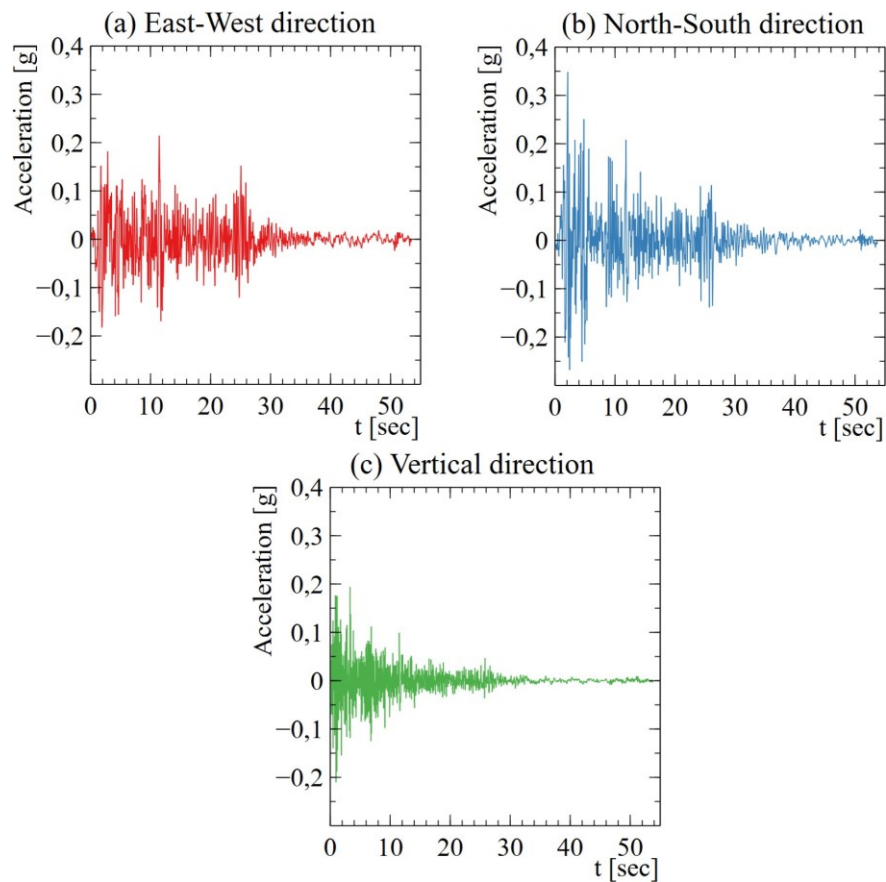 (a) East-West direction
Acceleration [g]
0,4
0,3
0,2
0,1
0
−0,1
−0,2
0 10 20 30 40 50
t [sec]
(b) North-South direction
Acceleration [g]
0,4
0,3
0,2
0,1
0
−0,1
−0,2
0 10 20 30 40 50
t [sec]
(c) Vertical direction
Acceleration [g]
0,4
0,3
0,2
0,1
0
−0,1
−0,2
0 10 20 30 40 50
t [sec]